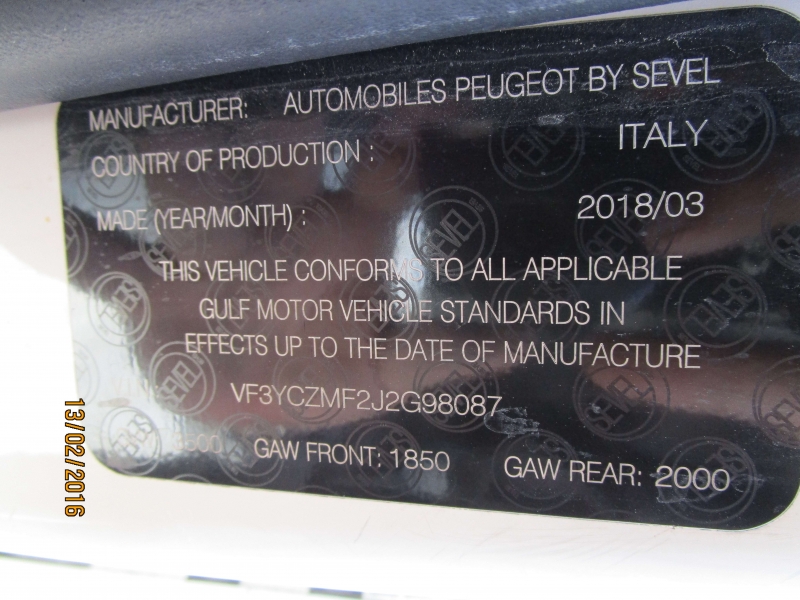 MANUFACTURER: AUTOMOBILES PEUGEOT BY SEVEL
COUNTRY OF PRODUCTION : ITALY
MADE (YEAR/MONTH) : 2018/03
THIS VEHICLE CONFORMS TO ALL APPLICABLE
GULF MOTOR VEHICLE STANDARDS IN
EFFECTS UP TO THE DATE OF MANUFACTURE
VF3YCZMF2J2G98087
3500 GAW FRONT: 1850 GAW REAR: 2000
13/02/2016